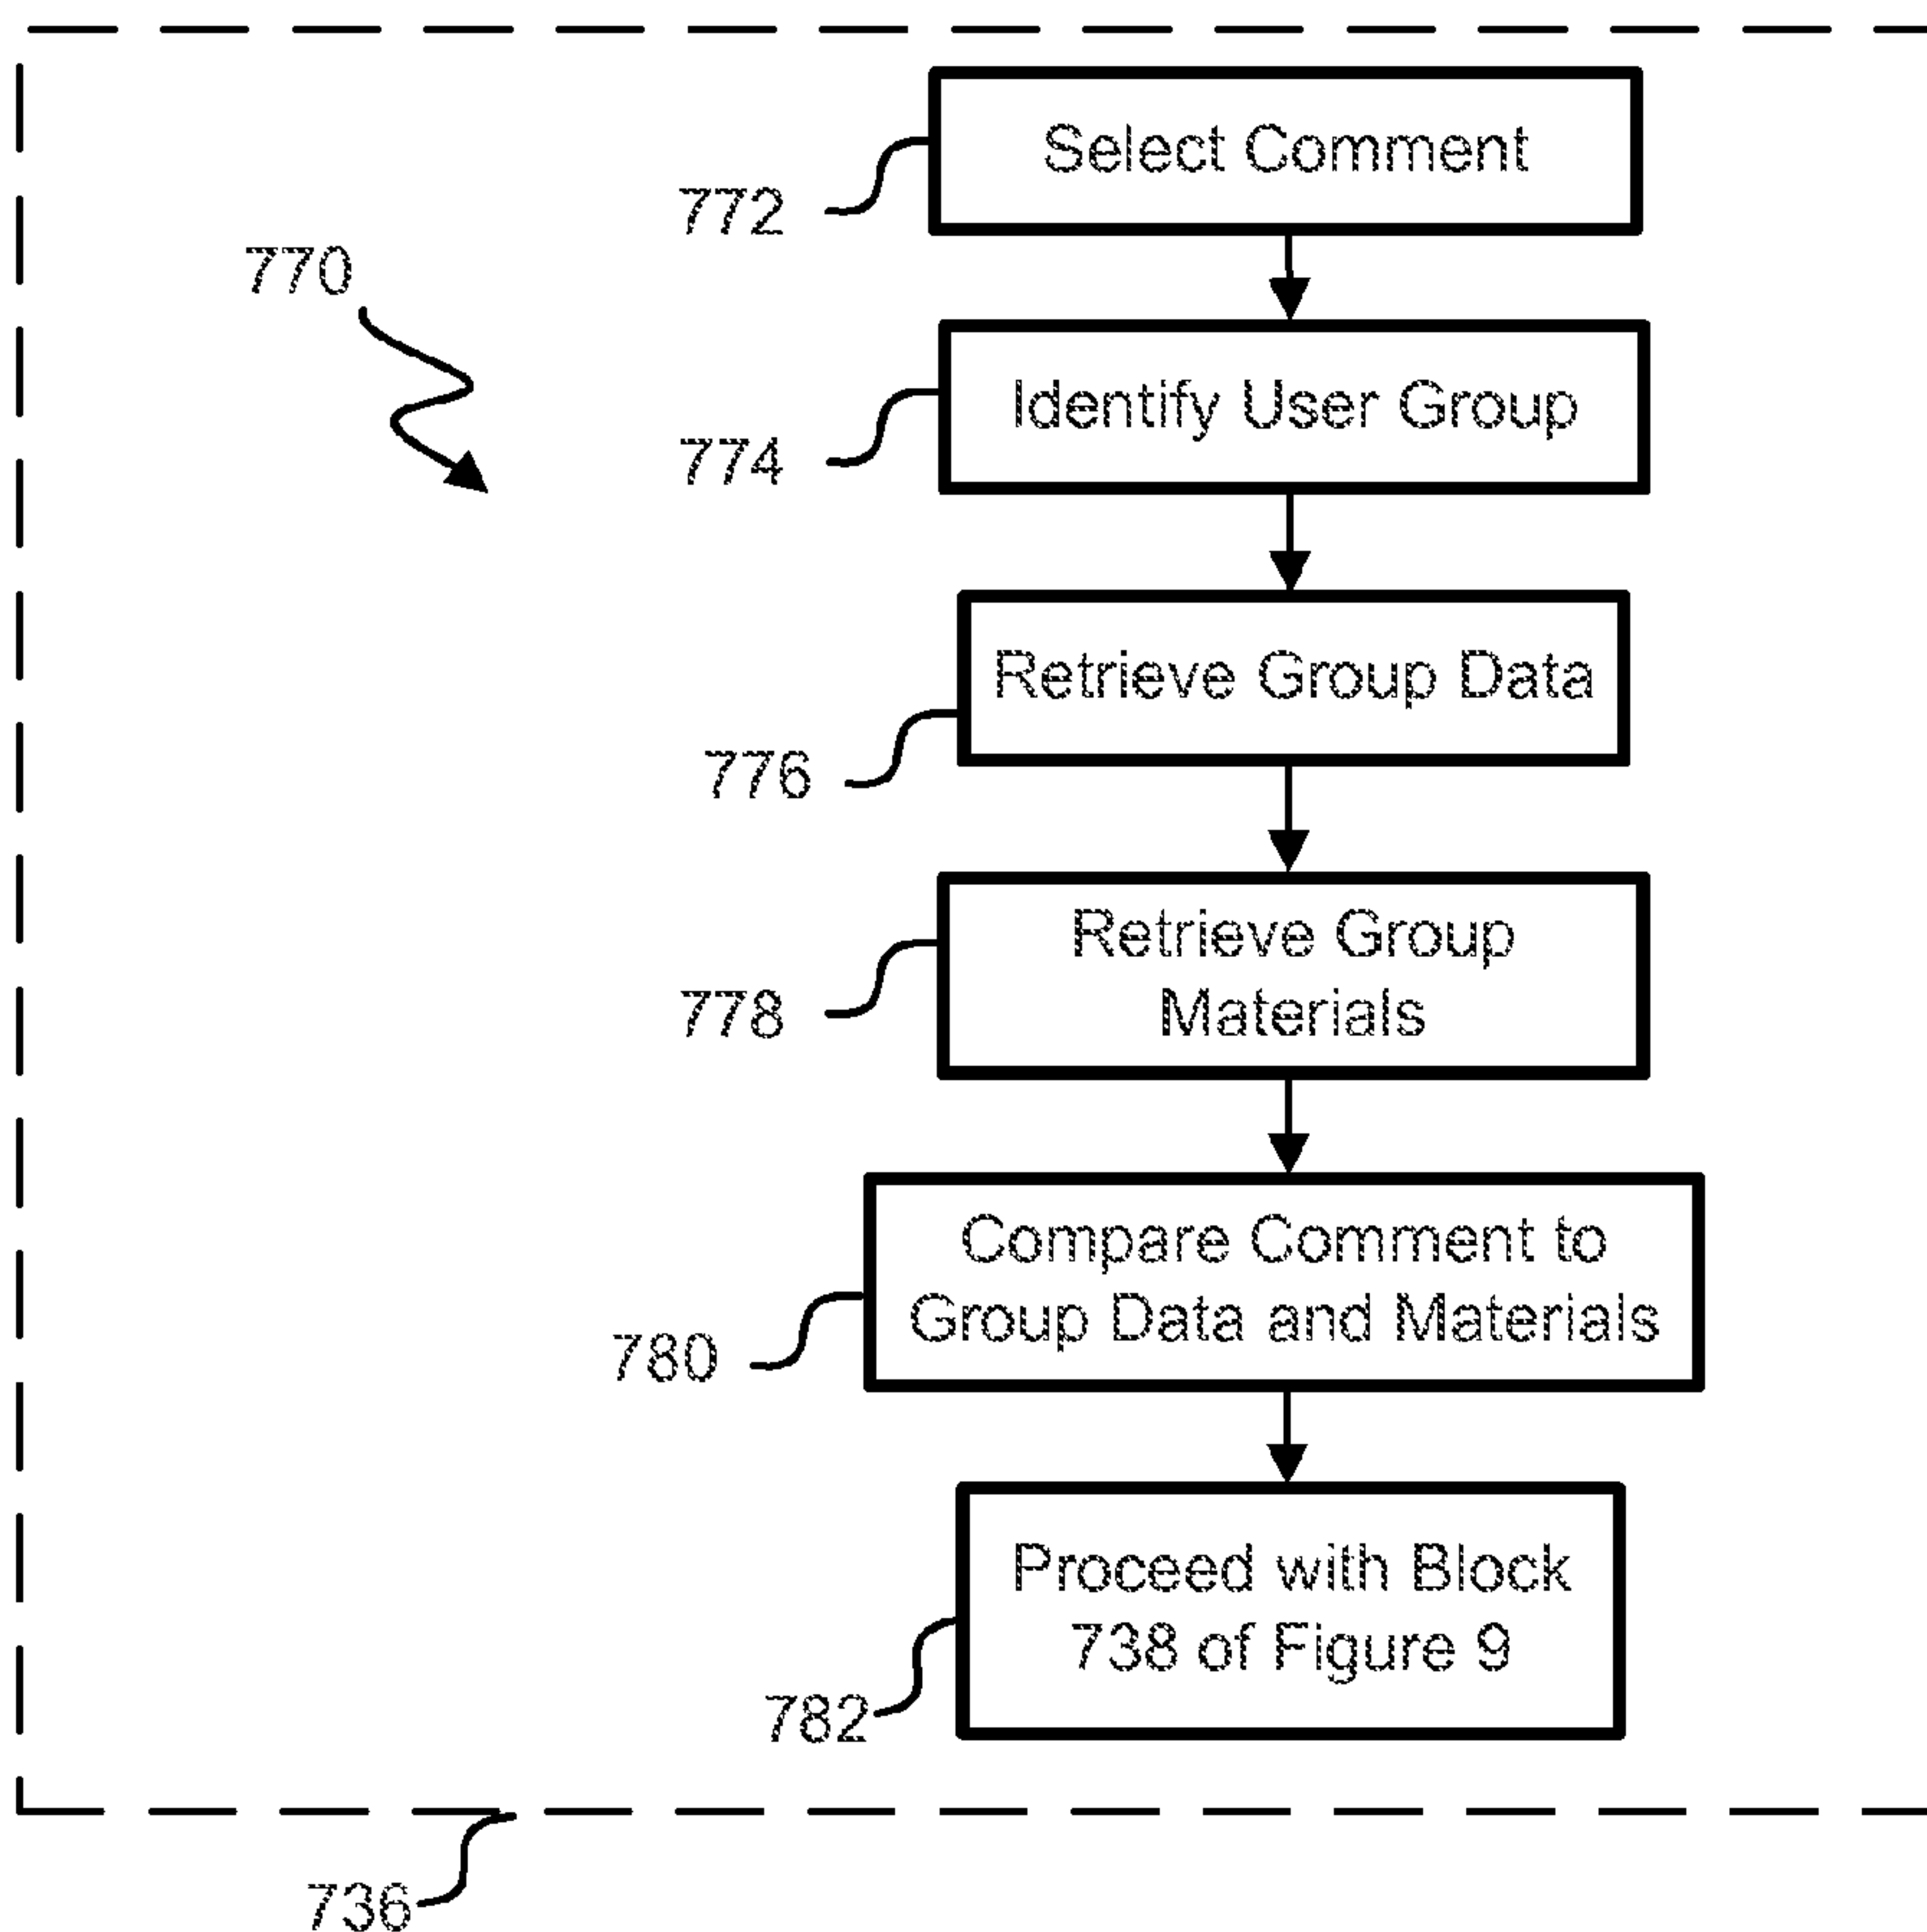 Select Comment
772
770
Identify User Group
774
Retrieve Group Data
776
Retrieve Group
Materials
778
Compare Comment to
Group Data and Materials
780
Proceed with Block
738 of Figure 9
782
736